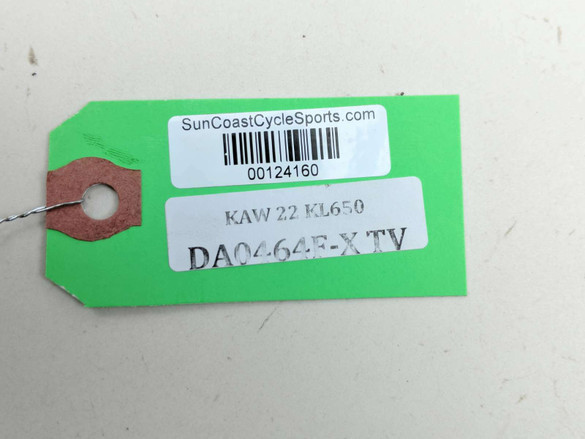 SunCoastCycleSports.com
00124160
KAW 22 KL650
DA0464E-X TV